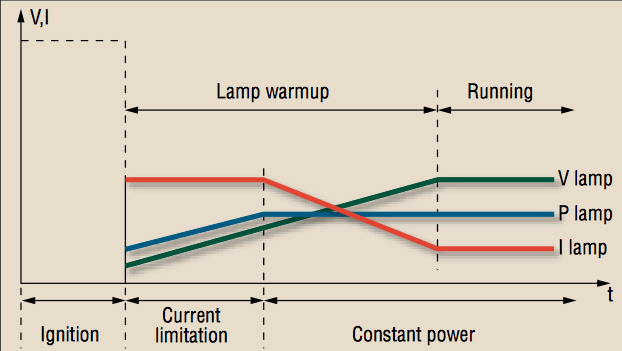 V,I
Lamp warmup
Running
V lamp
P lamp
I lamp
t
Ignition
Current
limitation
Constant power